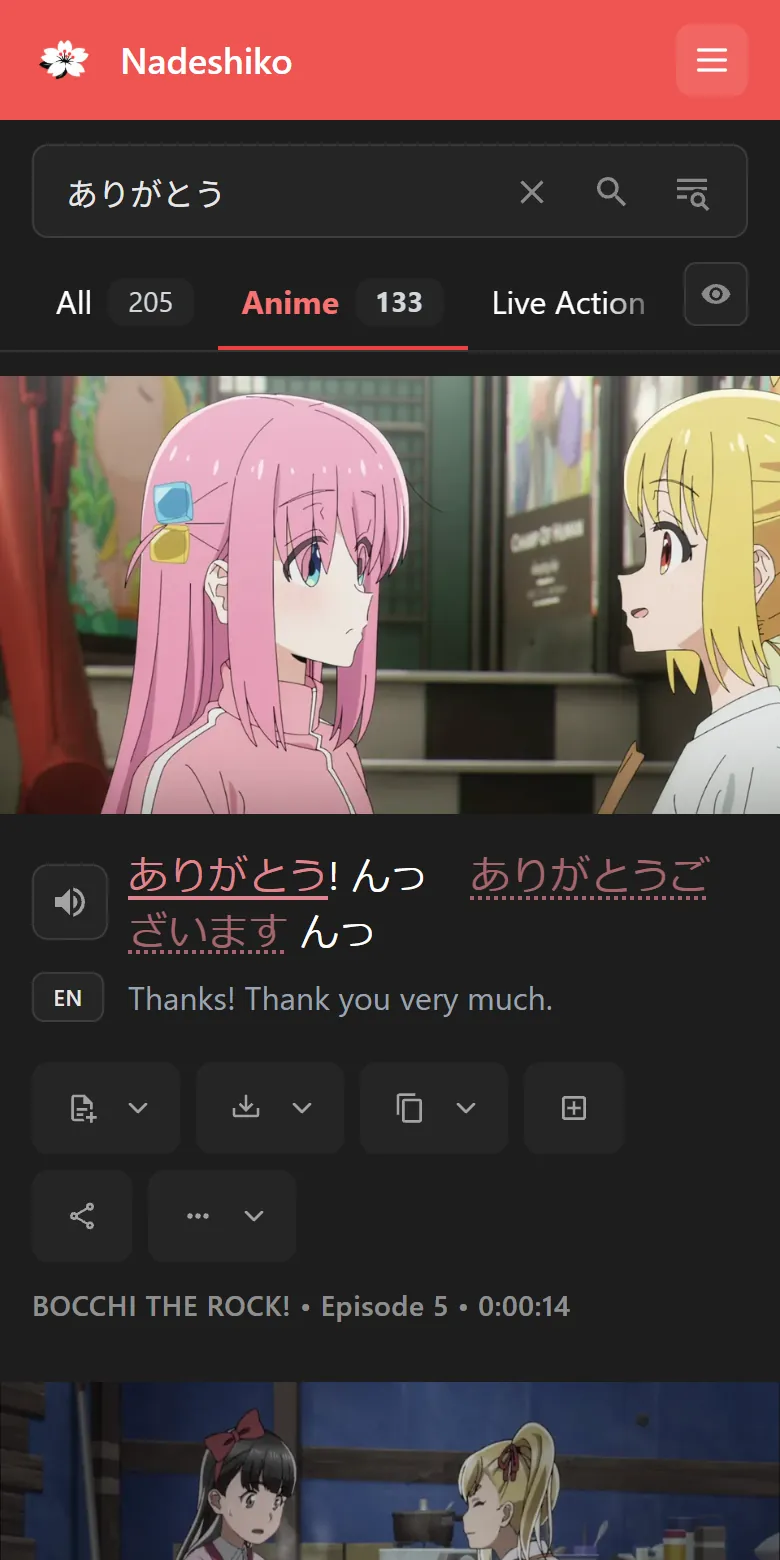 Nadeshiko
ありがとう
All 205 Anime 133 Live Action
ありがとう! んっ　ありがとうご
ざいます んっ
EN Thanks! Thank you very much.
BOCCHI THE ROCK! • Episode 5 • 0:00:14